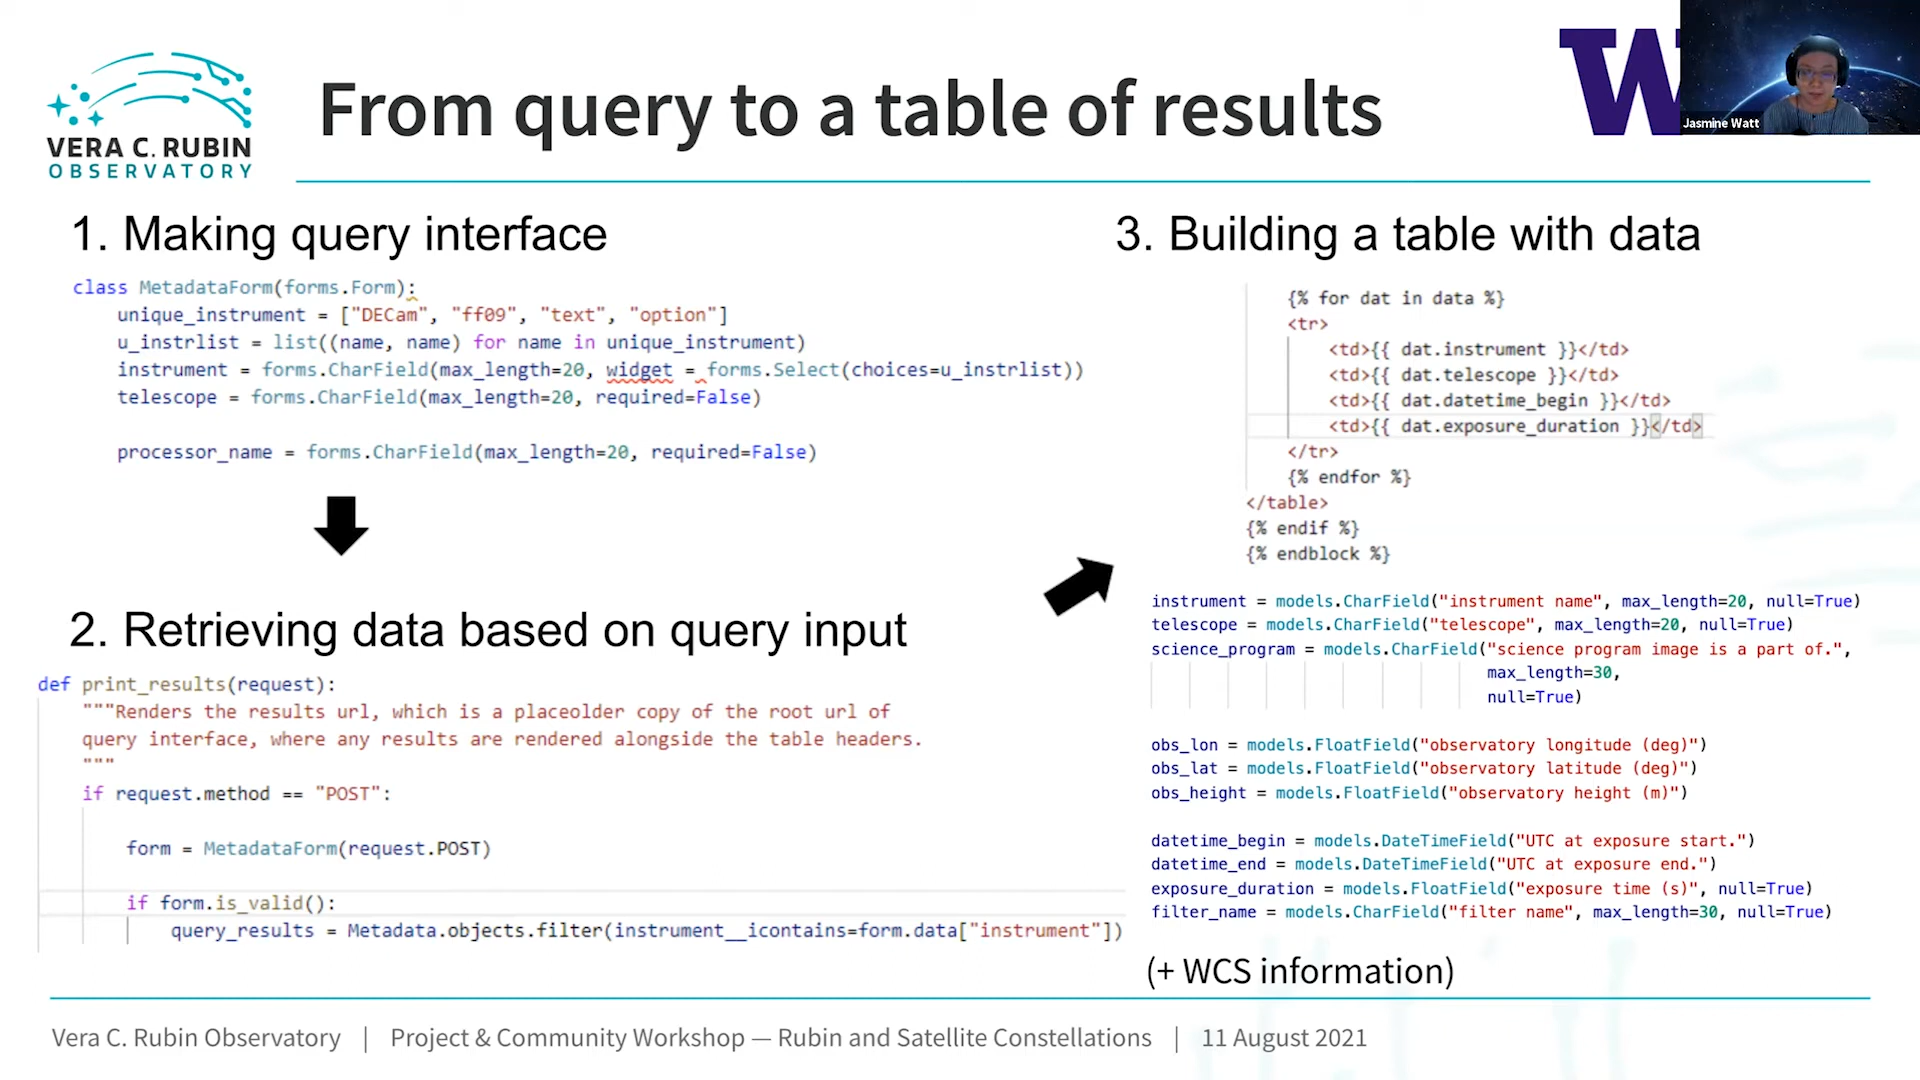 VERA C. RUBIN
OBSERVATORY
From query to a table of results
W
Jasmine Watt
1. Making query interface
class MetadataForm(forms.Form):
unique_instrument = ["DECam", "ff09", "text", "option"]
u_instrlist = list((name, name) for name in unique_instrument)
instrument = forms.CharField(max_length=20, widget = forms.Select(choices=u_instrlist))
telescope = forms.CharField(max_length=20, required=False)
processor_name = forms.CharField(max_length=20, required=False)
2. Retrieving data based on query input
def print_results(request):
"""Renders the results url, which is a placeolder copy of the root url of
query interface, where any results are rendered alongside the table headers.
"""
if request.method == "POST":
form = MetadataForm(request.POST)
if form.is_valid():
query_results = Metadata.objects.filter(instrument__icontains=form.data["instrument"])
3. Building a table with data
{% for dat in data %}
<tr>
<td>{{ dat.instrument }}</td>
<td>{{ dat.telescope }}</td>
<td>{{ dat.datetime_begin }}</td>
<td>{{ dat.exposure_duration }}</td>
</tr>
{% endfor %}
</table>
{% endif %}
{% endblock %}
instrument = models.CharField("instrument name", max_length=20, null=True)
telescope = models.CharField("telescope", max_length=20, null=True)
science_program = models.CharField("science program image is a part of.",
max_length=30,
null=True)
obs_lon = models.FloatField("observatory longitude (deg)")
obs_lat = models.FloatField("observatory latitude (deg)")
obs_height = models.FloatField("observatory height (m)")
datetime_begin = models.DateTimeField("UTC at exposure start.")
datetime_end = models.DateTimeField("UTC at exposure end.")
exposure_duration = models.FloatField("exposure time (s)", null=True)
filter_name = models.CharField("filter name", max_length=30, null=True)
(+ WCS information)
Vera C. Rubin Observatory | Project & Community Workshop — Rubin and Satellite Constellations | 11 August 2021